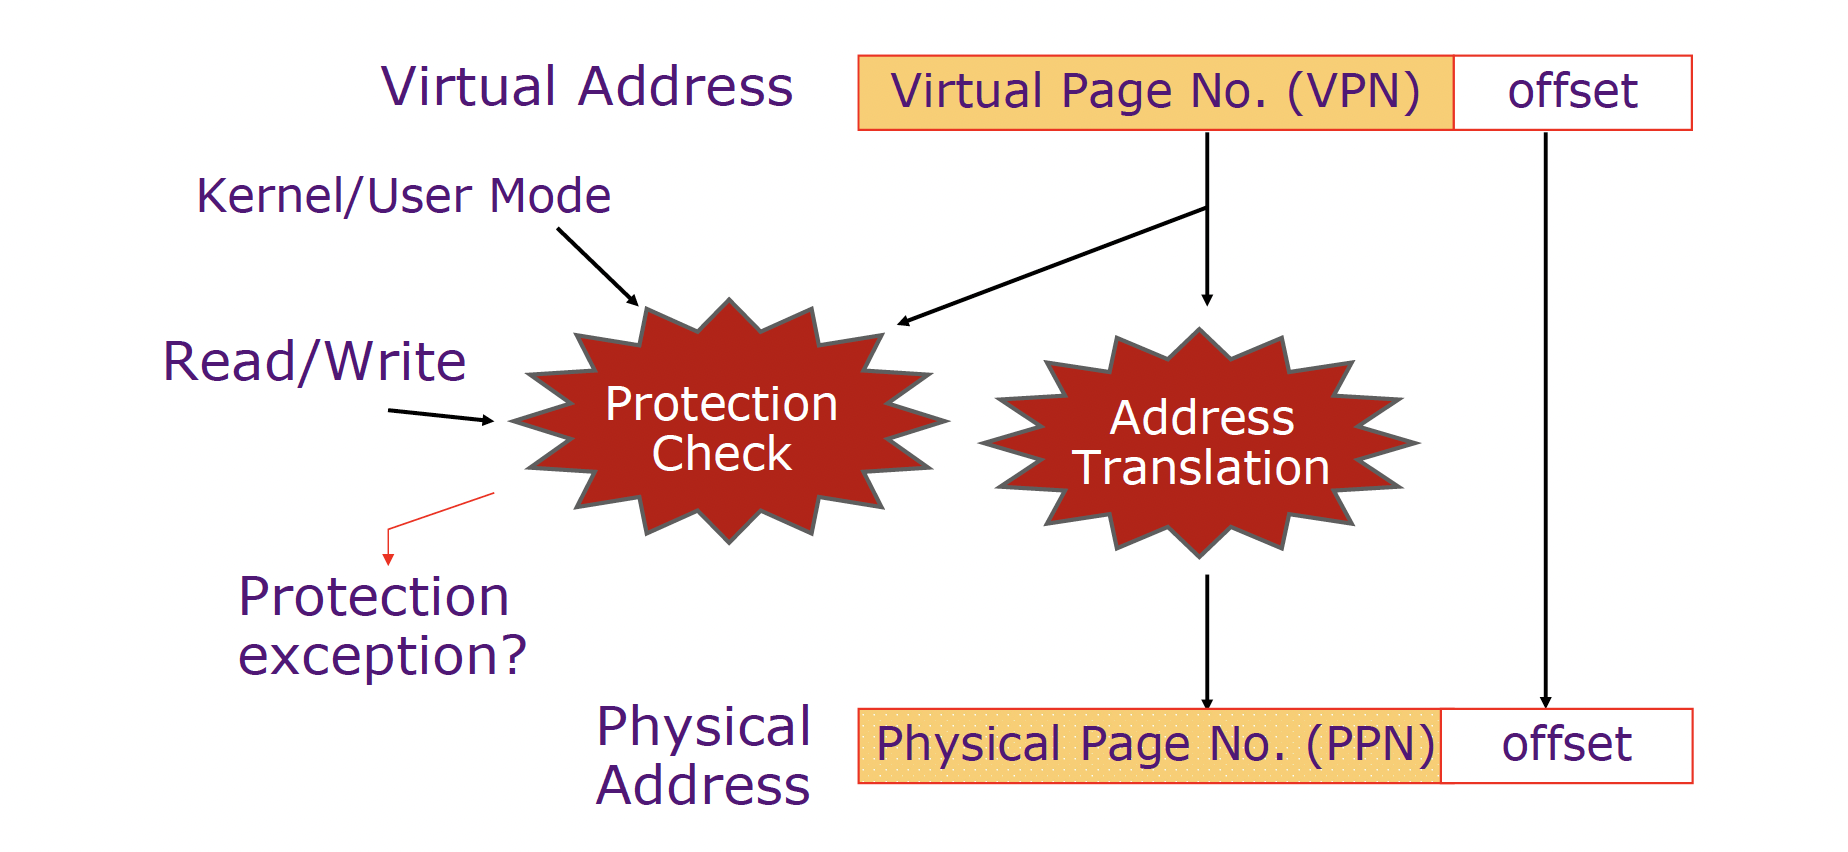 Virtual Address
Virtual Page No. (VPN)
offset
Kernel/User Mode
Read/Write
Protection
Check
Address
Translation
Protection
exception?
Physical
Address
Physical Page No. (PPN)
offset